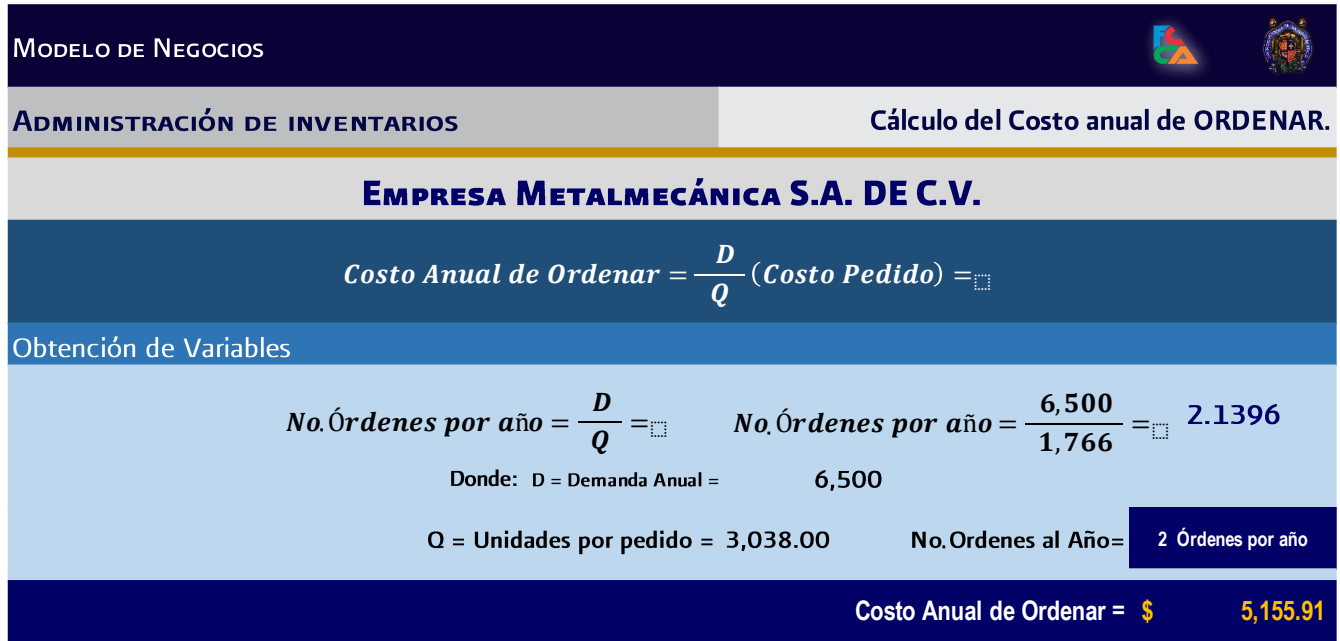 MODELO DE NEGOCIOS
FCCA
ADMINISTRACIÓN DE INVENTARIOS
Cálculo del Costo anual de ORDENAR.
EMPRESA METALMECÁNICA S.A. DE C.V.
Costo Anual de Ordenar = D / Q (Costo Pedido) =
Obtención de Variables
No. Órdenes por año = D / Q = No. Órdenes por año = 6,500 / 1,766 = 2.1396
Donde: D = Demanda Anual = 6,500
Q = Unidades por pedido = 3,038.00 No. Ordenes al Año= 2 Órdenes por año
Costo Anual de Ordenar = $ 5,155.91